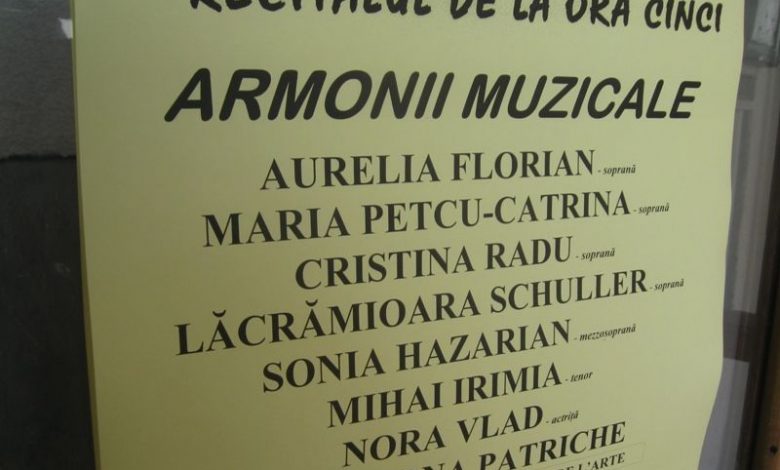 RECITALUL DE LA ORA CINCI
ARMONII MUZICALE
AURELIA FLORIAN - soprană
MARIA PETCU-CATRINA - soprană
CRISTINA RADU - soprană
LĂCRĂMIOARA SCHULLER - soprană
SONIA HAZARIAN - mezzosoprană
MIHAI IRIMIA - tenor
NORA VLAD - actriță
PATRICHE
L'ARTE